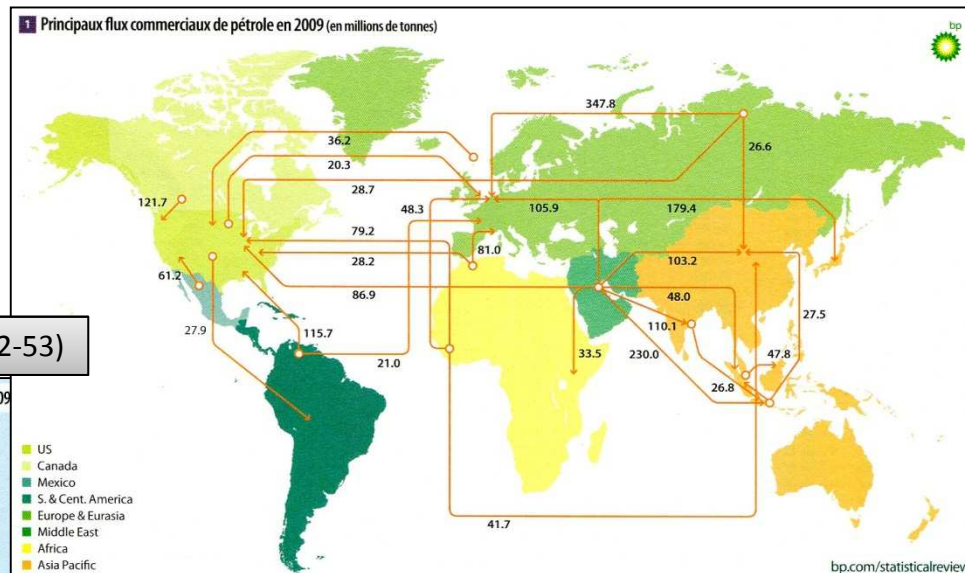 1 Principaux flux commerciaux de pétrole en 2009 (en millions de tonnes)
bp
347.8
36.2
26.6
20.3
28.7
121.7
48.3
105.9
179.4
79.2
81.0
28.2
103.2
61.2
86.9
48.0
27.5
27.9
110.1
2-53)
115.7
21.0
33.5
230.0
47.8
26.8
09
US
Canada
Mexico
S. & Cent. America
Europe & Eurasia
Middle East
Africa
Asia Pacific
41.7
bp.com/statisticalreview